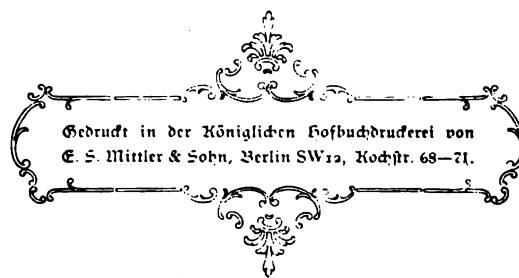 Gedruckt in der Königlichen Hofbuchdruckerei von
E. S. Mittler & Sohn, Berlin SW12, Kochstr. 68—71.